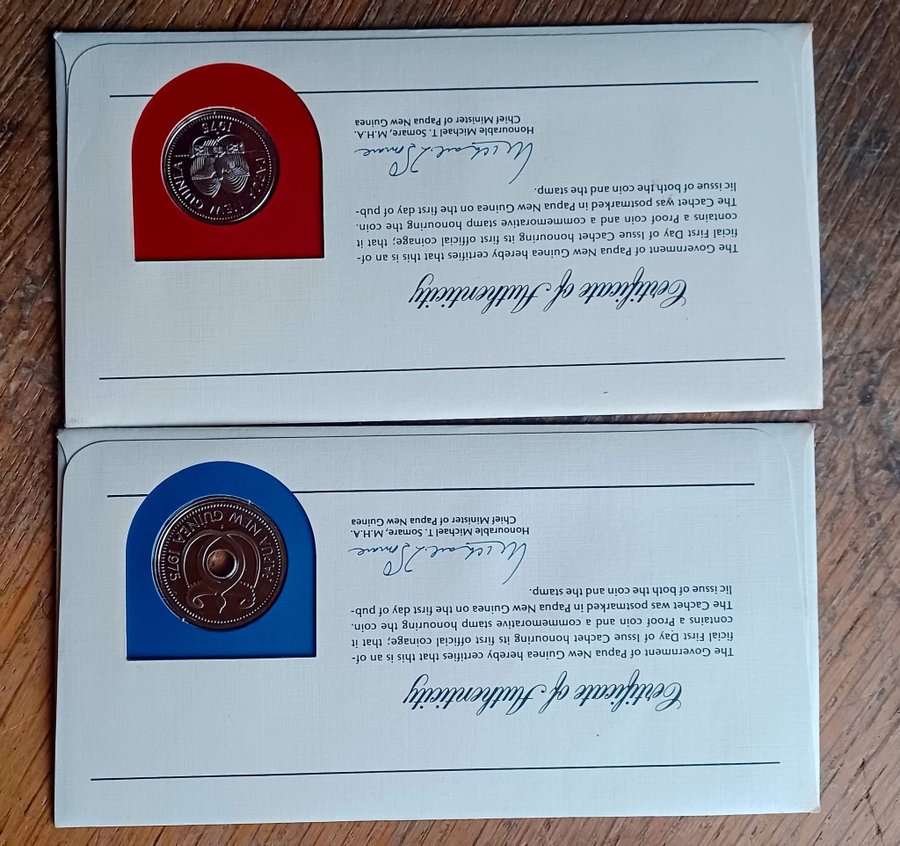 Certificate of Authenticity
The Government of Papua New Guinea hereby certifies that this is an of-
ficial First Day of Issue Cachet honouring its first official coinage; that it
contains a Proof coin and a commemorative stamp honouring the coin.
The Cachet was postmarked in Papua New Guinea on the first day of pub-
lic issue of both the coin and the stamp.
Michael T Somare
Honourable Michael T. Somare, M.H.A.
Chief Minister of Papua New Guinea
PAPUA NEW GUINEA 1975
Certificate of Authenticity
The Government of Papua New Guinea hereby certifies that this is an of-
ficial First Day of Issue Cachet honouring its first official coinage; that it
contains a Proof coin and a commemorative stamp honouring the coin.
The Cachet was postmarked in Papua New Guinea on the first day of pub-
lic issue of both the coin and the stamp.
Michael T Somare
Honourable Michael T. Somare, M.H.A.
Chief Minister of Papua New Guinea
PAPUA NEW GUINEA
1975